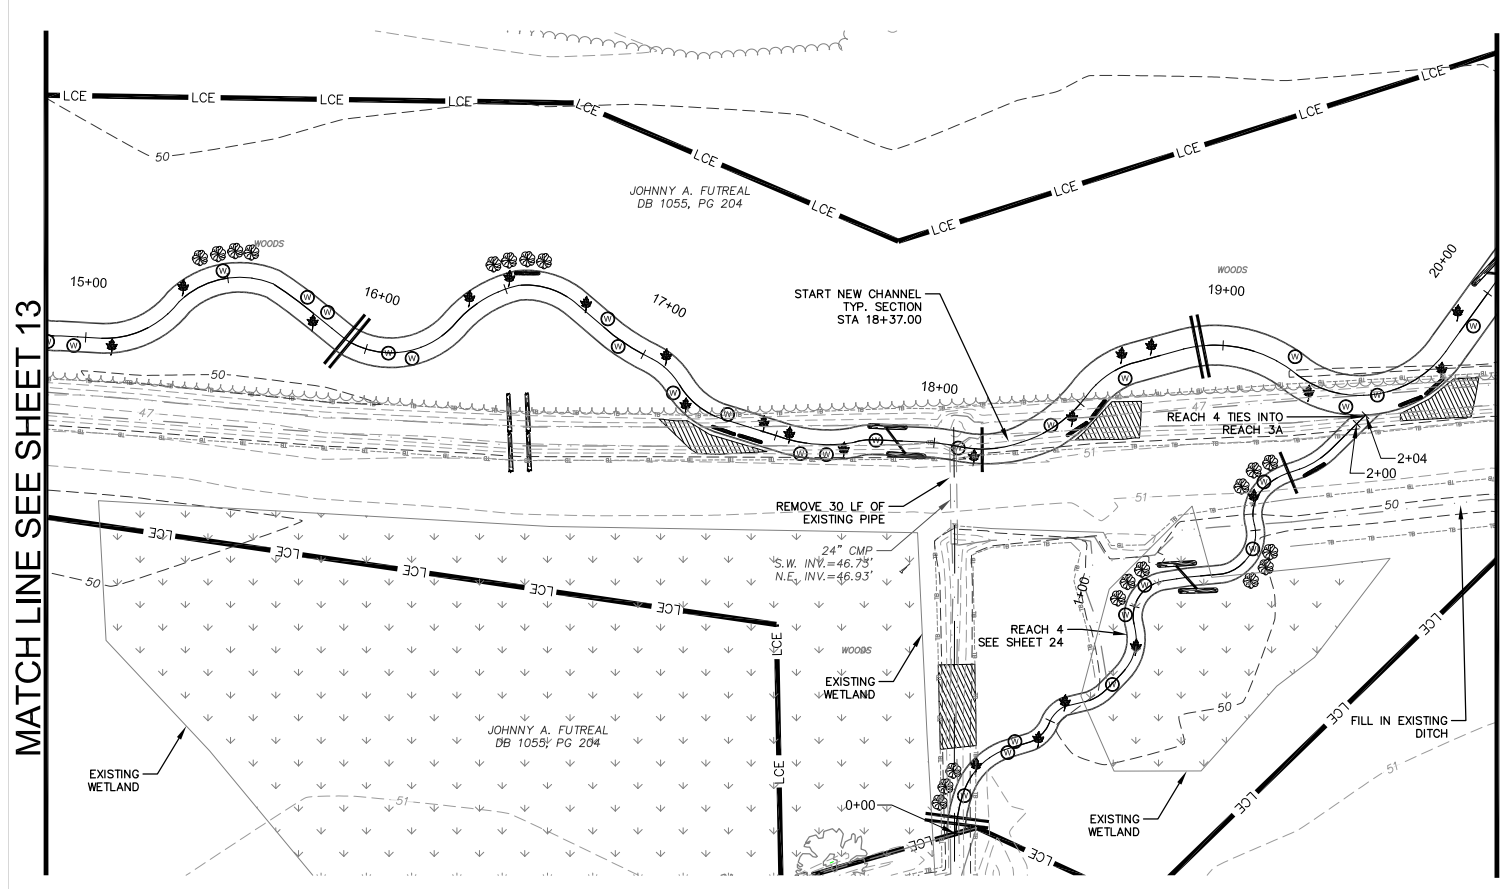 MATCH LINE SEE SHEET 13
LCE
LCE
LCE
LCE
LCE
LCE
LCE
LCE
LCE
LCE
LCE
LCE
50
JOHNNY A. FUTREAL
DB 1055, PG 204
WOODS
WOODS
15+00
16+00
17+00
18+00
19+00
20+00
START NEW CHANNEL
TYP. SECTION
STA 18+37.00
50
47
47
REACH 4 TIES INTO
REACH 3A
51
2+04
2+00
51
50
REMOVE 30 LF OF
EXISTING PIPE
24" CMP
S.W. INV.=46.75'
N.E. INV.=46.93'
LCE
LCE
LCE
LCE
LCE
50
1+00
REACH 4
SEE SHEET 24
LCE
LCE
WOODS
EXISTING
WETLAND
50
LCE
FILL IN EXISTING
DITCH
JOHNNY A. FUTREAL
DB 1055, PG 204
EXISTING
WETLAND
LCE
51
51
LCE
0+00
EXISTING
WETLAND
LCE
LCE